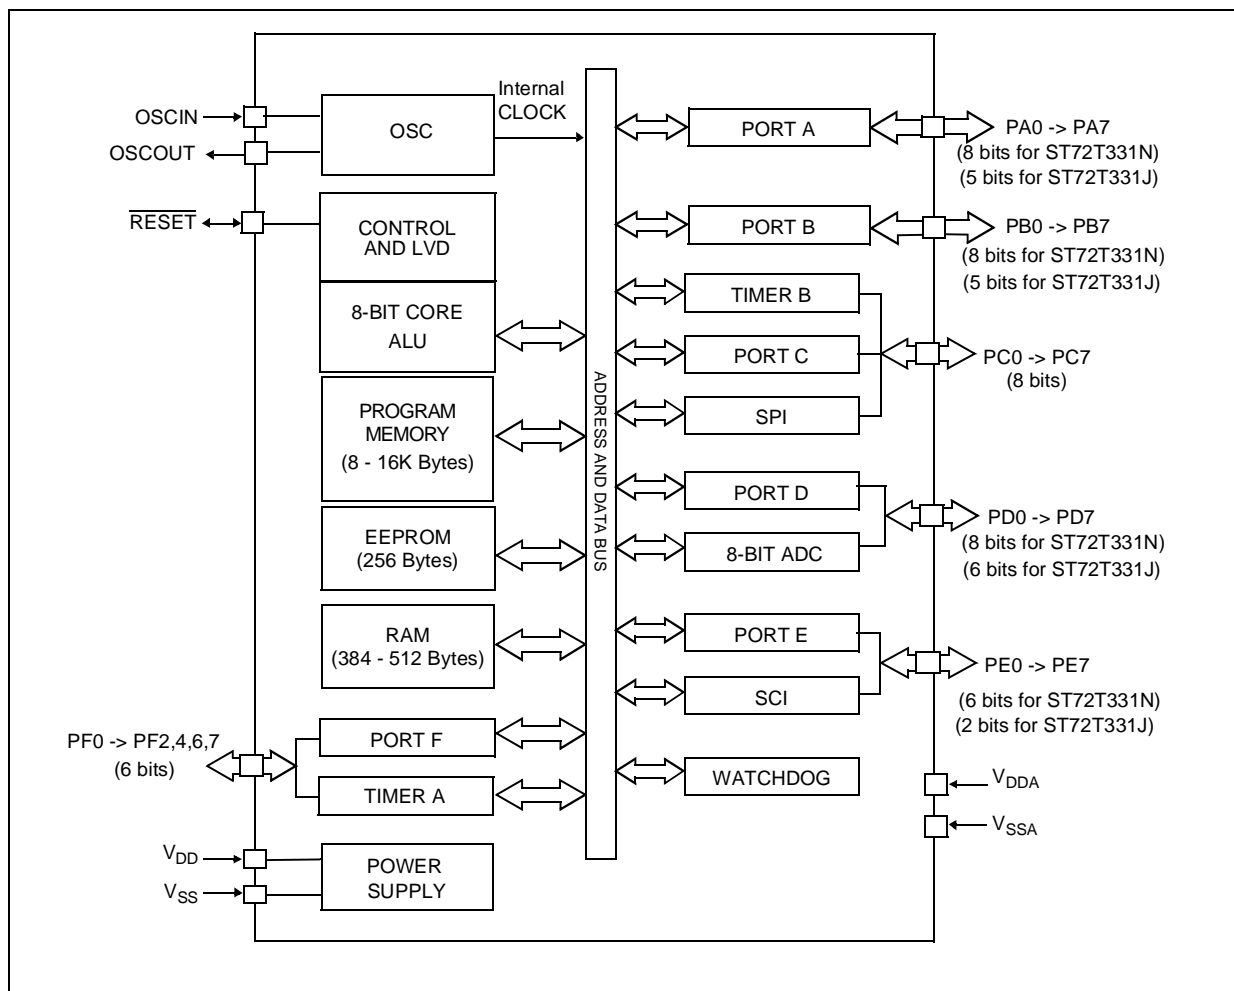 OSCIN
OSCOUT
RESET
OSC
Internal
CLOCK
CONTROL
AND LVD
8-BIT CORE
ALU
PROGRAM
MEMORY
(8 - 16K Bytes)
EEPROM
(256 Bytes)
RAM
(384 - 512 Bytes)
PF0 -> PF2,4,6,7
(6 bits)
PORT F
TIMER A
VDD
VSS
POWER
SUPPLY
ADDRESS AND DATA BUS
PORT A
PA0 -> PA7
(8 bits for ST72T331N)
(5 bits for ST72T331J)
PORT B
PB0 -> PB7
(8 bits for ST72T331N)
(5 bits for ST72T331J)
TIMER B
PORT C
SPI
PC0 -> PC7
(8 bits)
PORT D
8-BIT ADC
PD0 -> PD7
(8 bits for ST72T331N)
(6 bits for ST72T331J)
PORT E
SCI
PE0 -> PE7
(6 bits for ST72T331N)
(2 bits for ST72T331J)
WATCHDOG
VDDA
VSSA